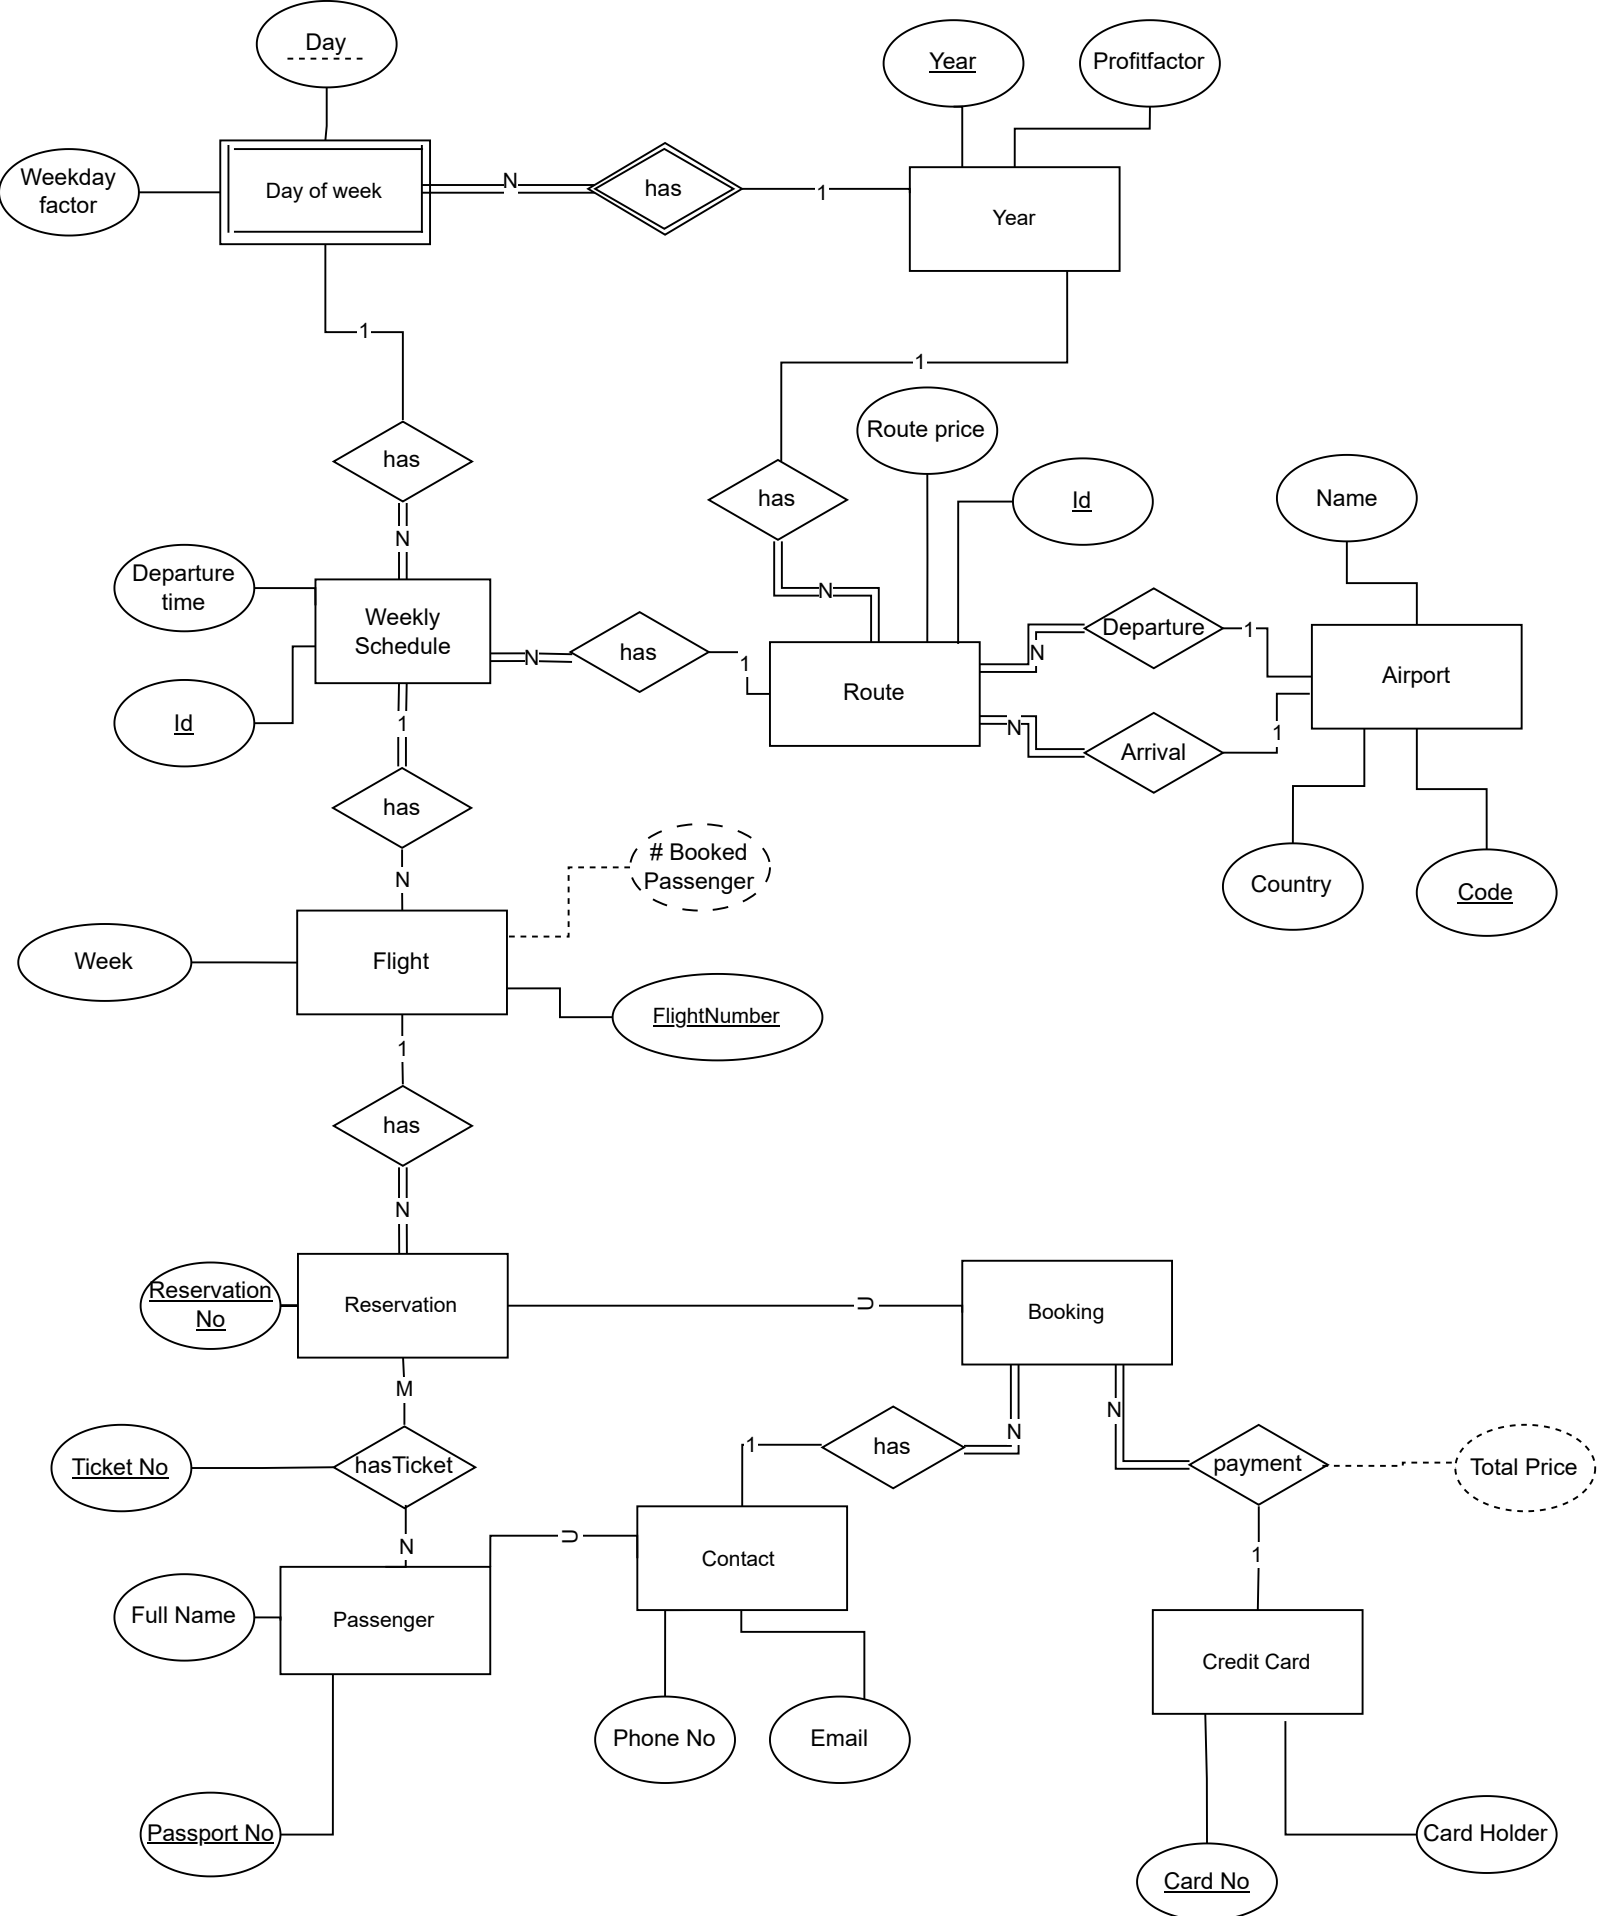 Day
Year
Profitfactor
Weekday
factor
Day of week
N
has
1
Year
1
1
Route price
has
has
Id
Name
N
Departure
time
N
Weekly
Schedule
N
has
1
Route
N
Departure
1
Airport
Id
1
N
Arrival
1
has
# Booked
Passenger
N
Country
Code
Week
Flight
FlightNumber
1
has
N
Reservation
No
Reservation
⊃
Booking
M
N
N
Ticket No
hasTicket
1
has
payment
Total Price
N
⊃
1
Contact
Full Name
Passenger
Credit Card
Phone No
Email
Passport No
Card Holder
Card No